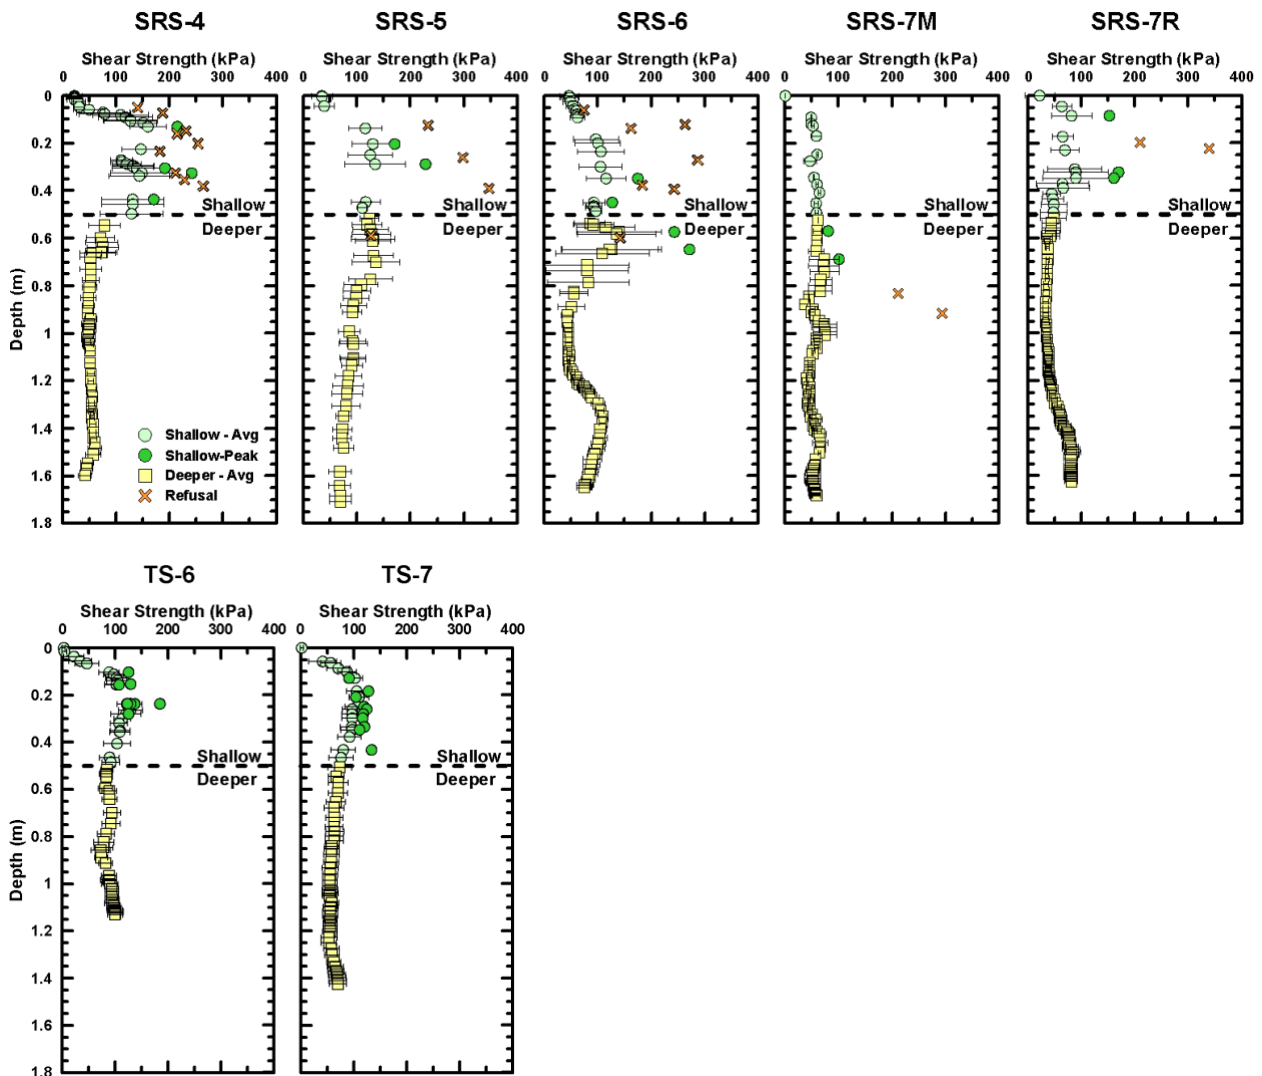 SRS-4 SRS-5 SRS-6 SRS-7M SRS-7R
Shear Strength (kPa) Shear Strength (kPa) Shear Strength (kPa) Shear Strength (kPa) Shear Strength (kPa)
0 100 200 300 400 0 100 200 300 400 0 100 200 300 400 0 100 200 300 400 0 100 200 300 400
0
0.2
0.4
Shallow Shallow Shallow Shallow Shallow
Deeper Deeper Deeper Deeper Deeper
0.6
0.8
Depth (m)
1
1.2
1.4
Shallow - Avg
Shallow-Peak
Deeper - Avg
Refusal
1.6
1.8
TS-6 TS-7
Shear Strength (kPa) Shear Strength (kPa)
0 100 200 300 400 0 100 200 300 400
0
0.2
0.4
Shallow Shallow
Deeper Deeper
0.6
0.8
Depth (m)
1
1.2
1.4
1.6
1.8